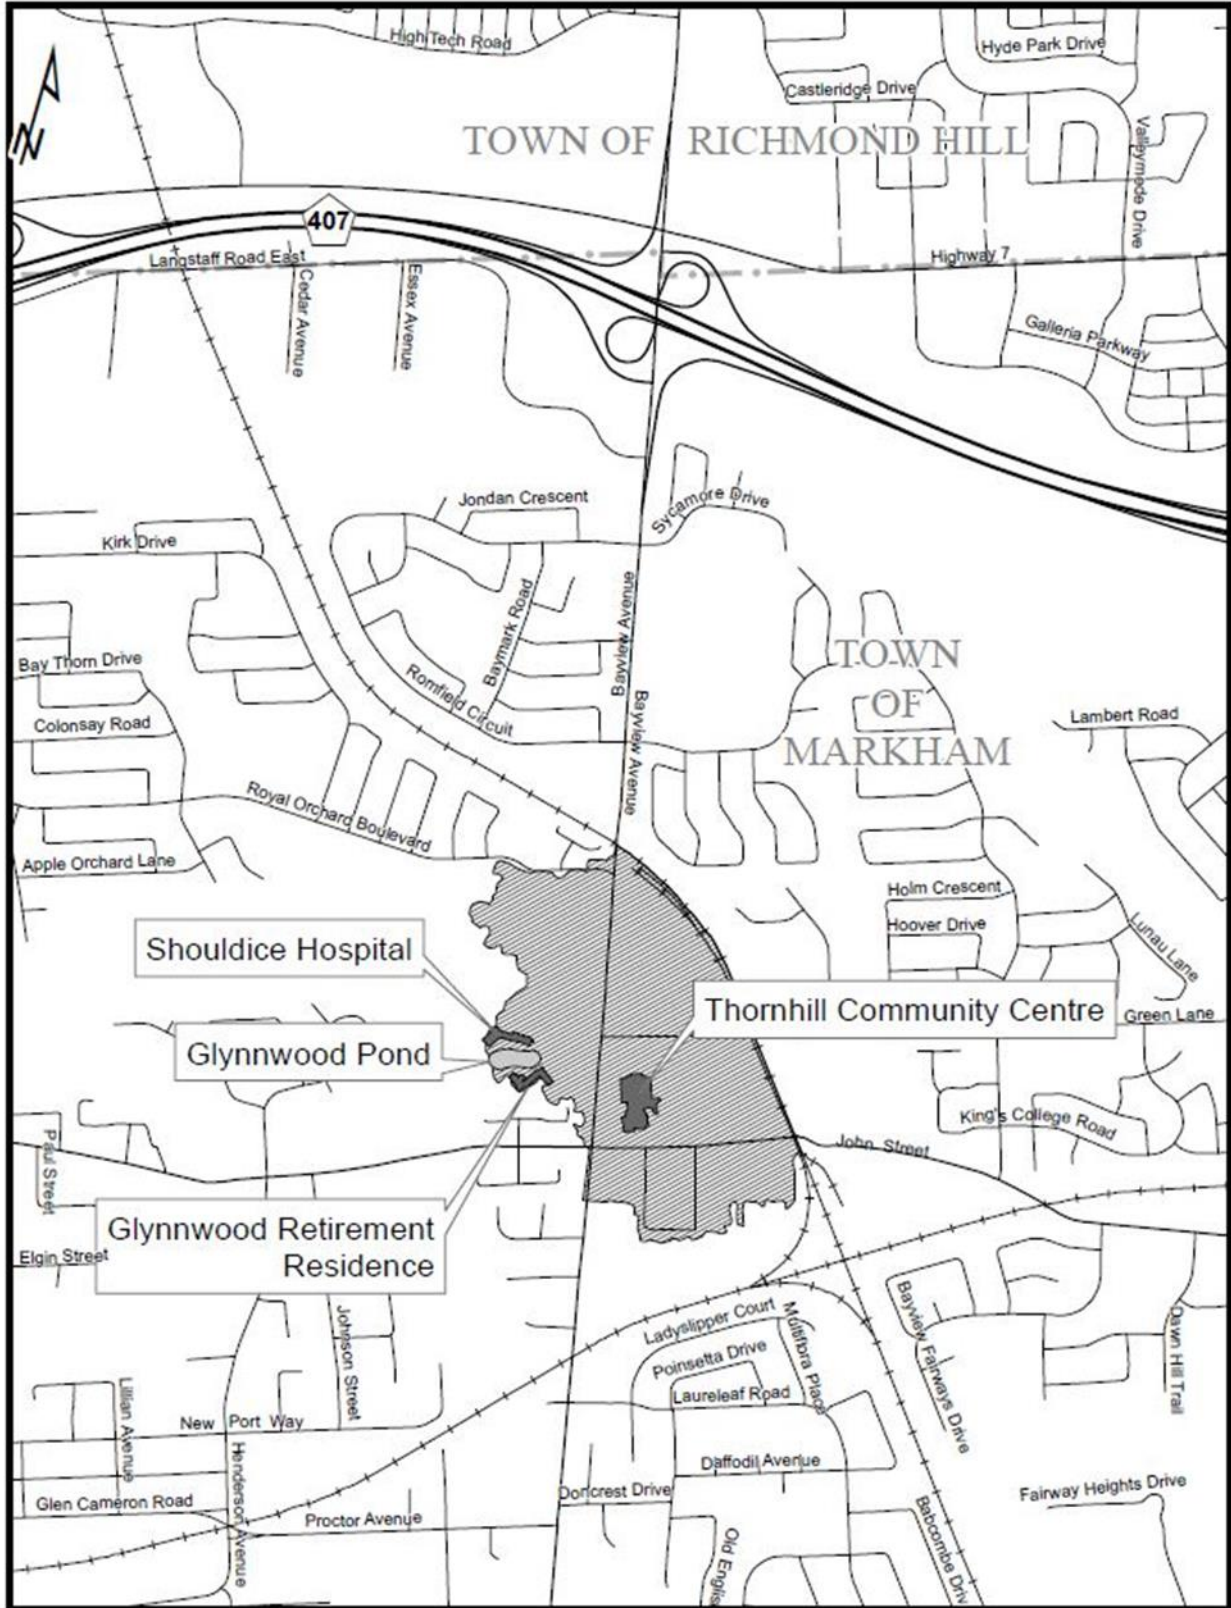 High Tech Road
Hyde Park Drive
Castleridge Drive
N
TOWN OF RICHMOND HILL
Valleymede Drive
407
Langstaff Road East
Highway 7
Cedar Avenue
Essex Avenue
Galleria Parkway
Jondan Crescent
Sycamore Drive
Kirk Drive
Baymark Road
Bayview Avenue
TOWN
OF
MARKHAM
Bay Thorn Drive
Romfield Circuit
Bayview Avenue
Colonsay Road
Lambert Road
Royal Orchard Boulevard
Apple Orchard Lane
Holm Crescent
Hoover Drive
Lunau Lane
Shouldice Hospital
Thornhill Community Centre
Green Lane
Glynnwood Pond
King's College Road
John Street
Paul Street
Glynnwood Retirement
Residence
Elgin Street
Johnson Street
Ladyslipper Court
Multiflora Place
Bayview Fairways Drive
Dawn Hill Trail
Poinsetta Drive
Laureleaf Road
Lillian Avenue
New Port Way
Henderson Avenue
Daffodil Avenue
Doncrest Drive
Glen Cameron Road
Proctor Avenue
Fairway Heights Drive
Old Englis
Babcombe Driv